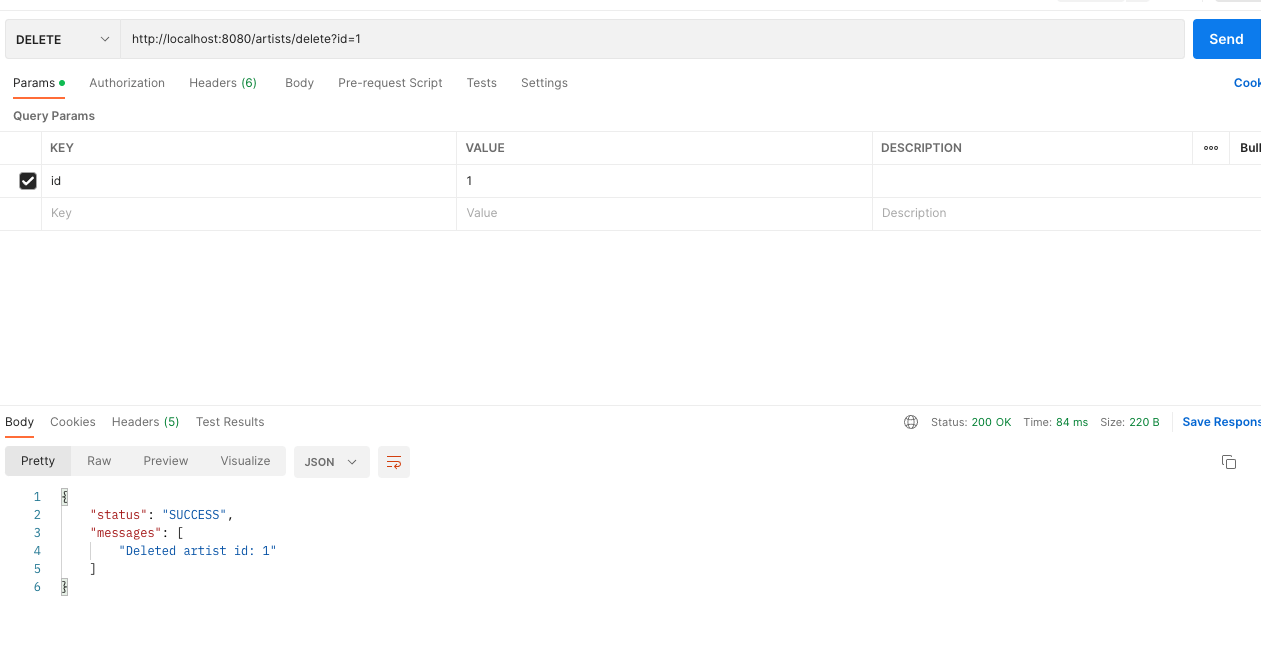 DELETE http://localhost:8080/artists/delete?id=1 Send
Params Authorization Headers (6) Body Pre-request Script Tests Settings Cook
Query Params
KEY VALUE DESCRIPTION ooo Bul
id 1
Key Value Description
Body Cookies Headers (5) Test Results Status: 200 OK Time: 84 ms Size: 220 B Save Respons
Pretty Raw Preview Visualize JSON
1 {
2 "status": "SUCCESS",
3 "messages": [
4 "Deleted artist id: 1"
5 ]
6 }